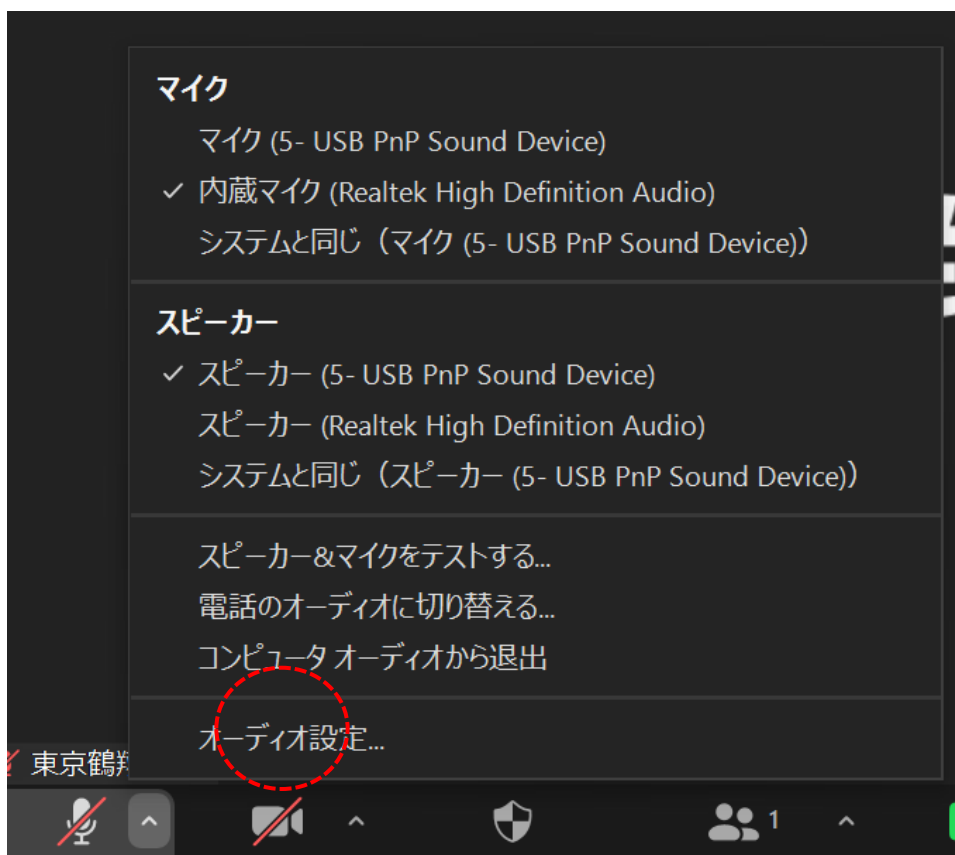 マイク
マイク (5- USB PnP Sound Device)
内蔵マイク (Realtek High Definition Audio)
システムと同じ（マイク (5- USB PnP Sound Device)）
スピーカー
スピーカー (5- USB PnP Sound Device)
スピーカー (Realtek High Definition Audio)
システムと同じ（スピーカー (5- USB PnP Sound Device)）
スピーカー&マイクをテストする...
電話のオーディオに切り替える...
コンピュータ オーディオから退出
オーディオ設定...
東京鶴
1